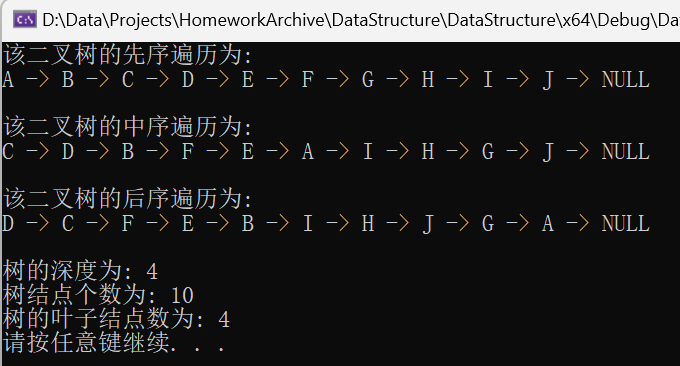 D:\Data\Projects\HomeworkArchive\DataStructure\DataStructure\x64\Debug\Da
该二叉树的先序遍历为:
A -> B -> C -> D -> E -> F -> G -> H -> I -> J -> NULL
该二叉树的中序遍历为:
C -> D -> B -> F -> E -> A -> I -> H -> G -> J -> NULL
该二叉树的后序遍历为:
D -> C -> F -> E -> B -> I -> H -> J -> G -> A -> NULL
树的深度为: 4
树结点个数为: 10
树的叶子结点数为: 4
请按任意键继续. . .